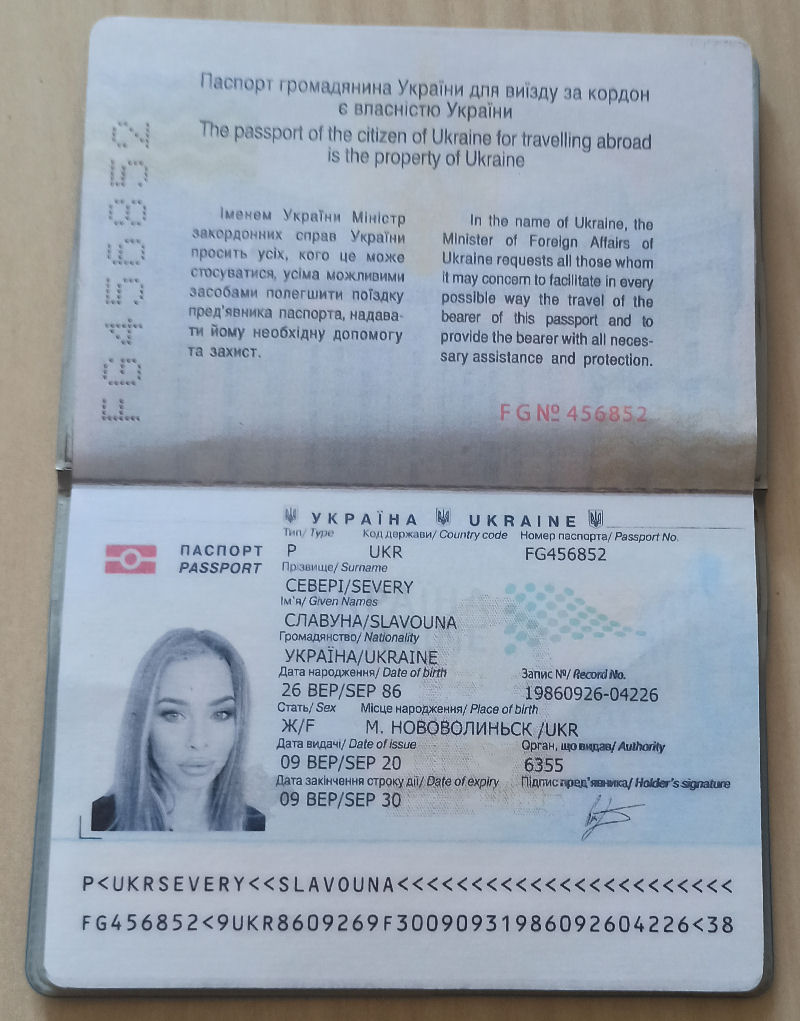 Паспорт громадянина України для виїзду за кордон
є власністю України
The passport of the citizen of Ukraine for travelling abroad
is the property of Ukraine
FG456852
Іменем України Міністр
закордонних справ України
просить усіх, кого це може
стосуватися, усіма можливими
засобами полегшити поїздку
пред'явника паспорта, надава-
ти йому необхідну допомогу
та захист.
In the name of Ukraine, the
Minister of Foreign Affairs of
Ukraine requests all those whom
it may concern to facilitate in every
possible way the travel of the
bearer of this passport and to
provide the bearer with all neces-
sary assistance and protection.
FG№ 456852
УКРАЇНА UKRAINE
ПАСПОРТ
PASSPORT
Тип/ Type Код держави/ Country code Номер паспорта/ Passport No.
P UKR FG456852
Прізвище/ Surname
СЕВЕРІ/SEVERY
Ім'я/ Given Names
СЛАВУНА/SLAVOUNA
Громадянство/ Nationality
УКРАЇНА/UKRAINE
Дата народження/ Date of birth Запис №/ Record No.
26 ВЕР/SEP 86 19860926-04226
Стать/ Sex Місце народження/ Place of birth
Ж/F М. НОВОВОЛИНЬСК /UKR
Дата видачі/ Date of issue Орган, що видав/ Authority
09 ВЕР/SEP 20 6355
Дата закінчення строку дії/ Date of expiry Підпис пред'явника/ Holder's signature
09 ВЕР/SEP 30
P<UKRSEVERY<<SLAVOUNA<<<<<<<<<<<<<<<<<<<<<<<
FG456852<9UKR8609269F30090931986092604226<38